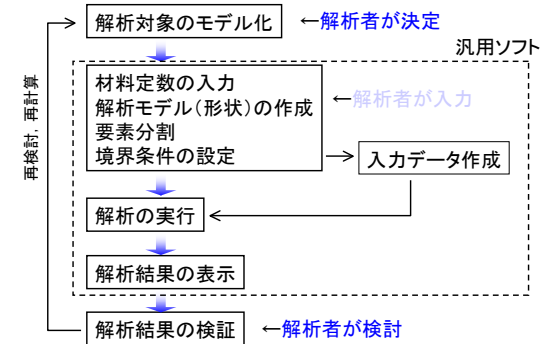 解析対象のモデル化 ←解析者が決定
汎用ソフト
材料定数の入力
解析モデル(形状)の作成 ←解析者が入力
要素分割
境界条件の設定
入力データ作成
解析の実行
解析結果の表示
解析結果の検証 ←解析者が検討
再検討, 再計算